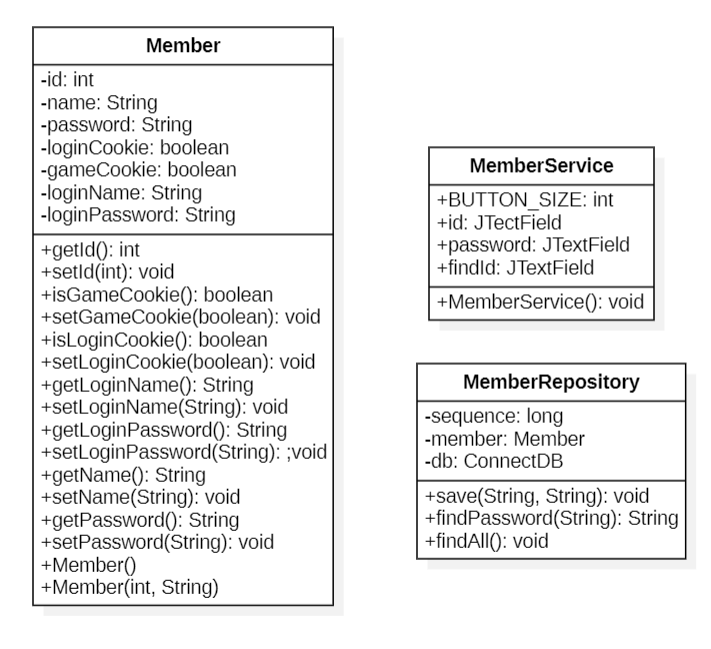 Member
-id: int
-name: String
-password: String
-loginCookie: boolean
-gameCookie: boolean
-loginName: String
-loginPassword: String
+getId(): int
+setId(int): void
+isGameCookie(): boolean
+setGameCookie(boolean): void
+isLoginCookie(): boolean
+setLoginCookie(boolean): void
+getLoginName(): String
+setLoginName(String): void
+getLoginPassword(): String
+setLoginPassword(String): ;void
+getName(): String
+setName(String): void
+getPassword(): String
+setPassword(String): void
+Member()
+Member(int, String)
MemberService
+BUTTON_SIZE: int
+id: JTectField
+password: JTextField
+findId: JTextField
+MemberService(): void
MemberRepository
-sequence: long
-member: Member
-db: ConnectDB
+save(String, String): void
+findPassword(String): String
+findAll(): void